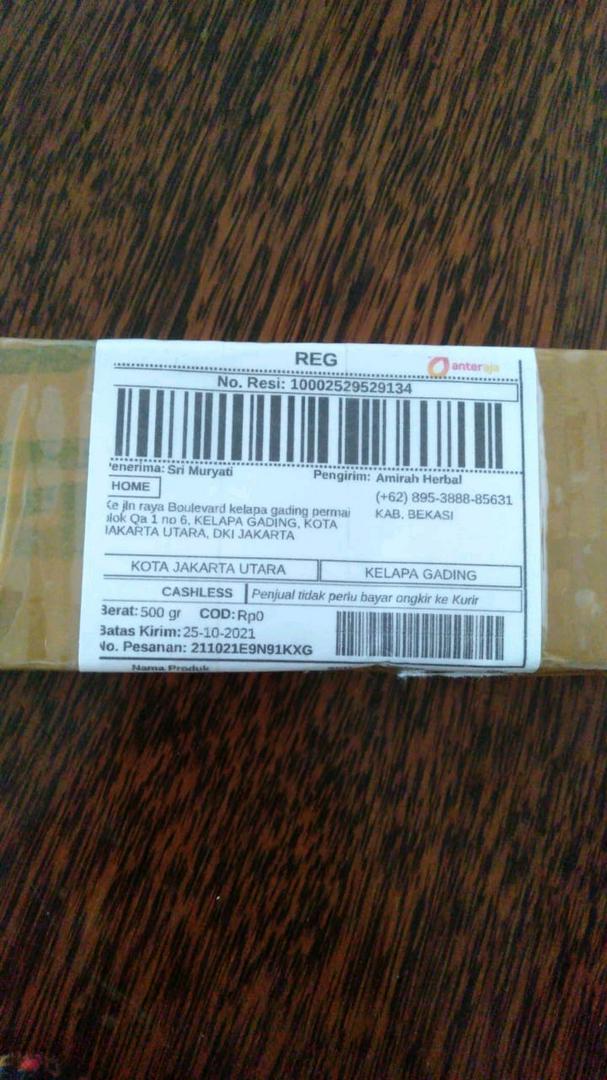 REG
anteraja
No. Resi: 10002529529134
enerima: Sri Muryati
Pengirim: Amirah Herbal
HOME
(+62) 895-3888-85631
KAB. BEKASI
Ke jln raya Boulevard kelapa gading permai
blok Qa 1 no 6, KELAPA GADING, KOTA
JAKARTA UTARA, DKI JAKARTA
KOTA JAKARTA UTARA
KELAPA GADING
CASHLESS
Penjual tidak perlu bayar ongkir ke Kurir
Berat: 500 gr COD: Rp0
Batas Kirim: 25-10-2021
No. Pesanan: 211021E9N91KXG
Nama Produk